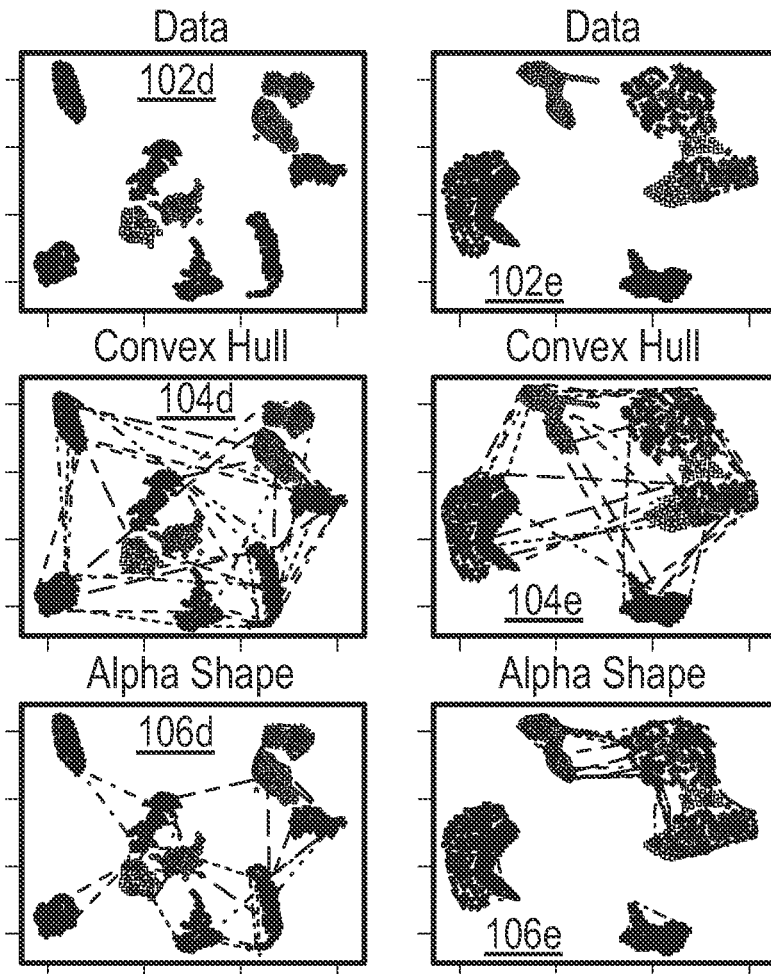 Data
Data
102d
102e
Convex Hull
Convex Hull
104d
104e
Alpha Shape
Alpha Shape
106d
106e